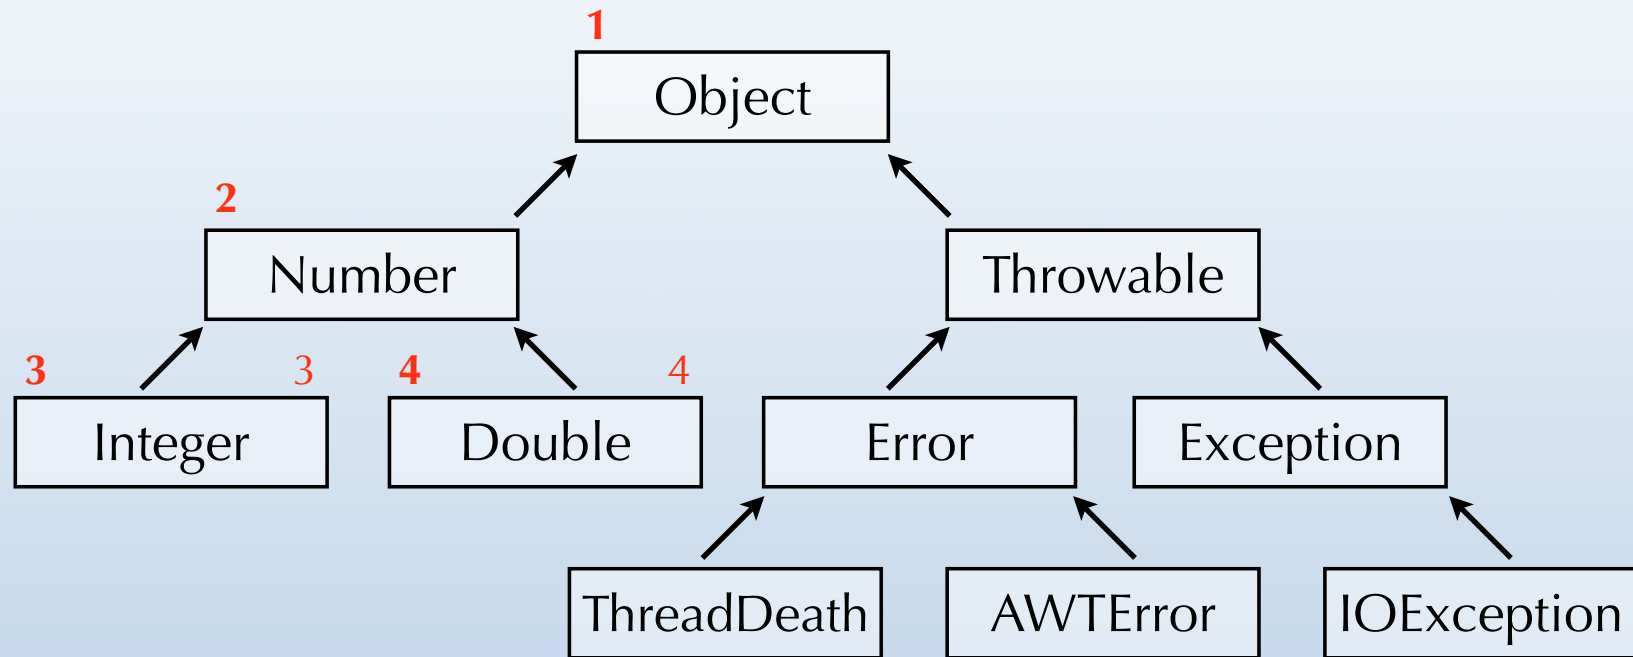 1
Object
2
Number Throwable
3 3 4 4
Integer Double Error Exception
ThreadDeath AWTError IOException